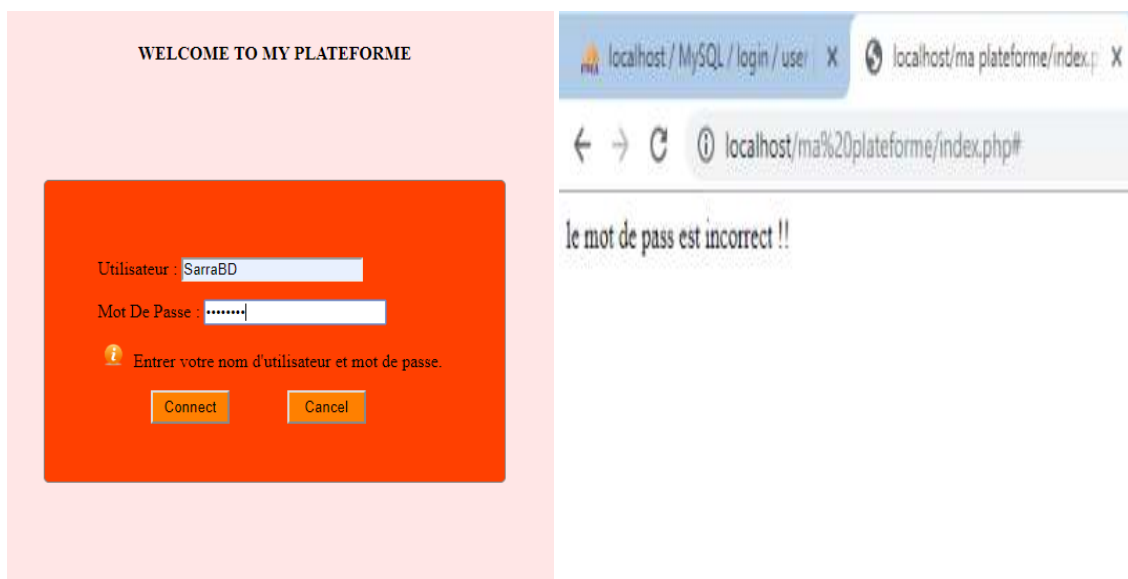 WELCOME TO MY PLATEFORME
Utilisateur : SarraBD
Mot De Passe : ••••••••
Entrer votre nom d'utilisateur et mot de passe.
Connect Cancel
localhost / MySQL / login / user
localhost/ma plateforme/index.p
localhost/ma%20plateforme/index.php#
le mot de pass est incorrect !!